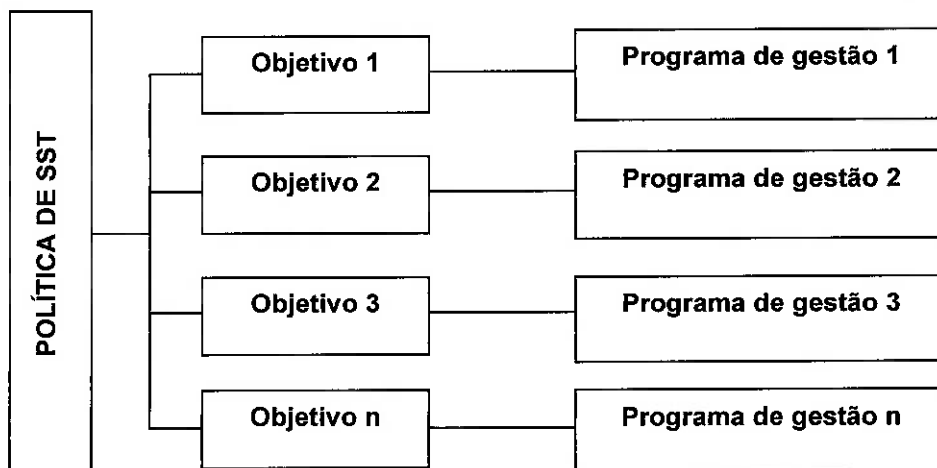 POLÍTICA DE SST
Objetivo 1
Programa de gestão 1
Objetivo 2
Programa de gestão 2
Objetivo 3
Programa de gestão 3
Objetivo n
Programa de gestão n